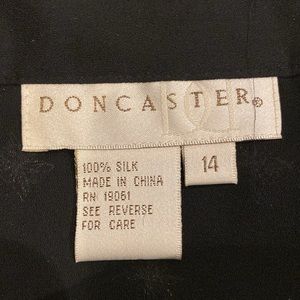 DONCASTER®
100% SILK
MADE IN CHINA
RN 19061
SEE REVERSE
FOR CARE
14